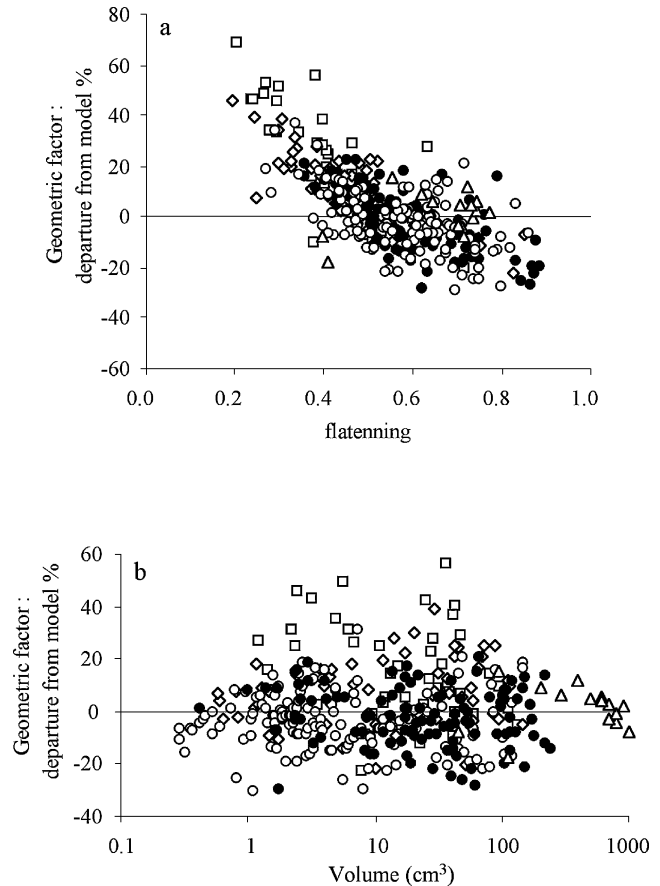 a
80
60
40
20
0
-20
-40
-60
Geometric factor :
departure from model %
0.0 0.2 0.4 0.6 0.8 1.0
flatenning
b
60
40
20
0
-20
-40
Geometric factor :
departure from model %
0.1 1 10 100 1000
Volume (cm³)